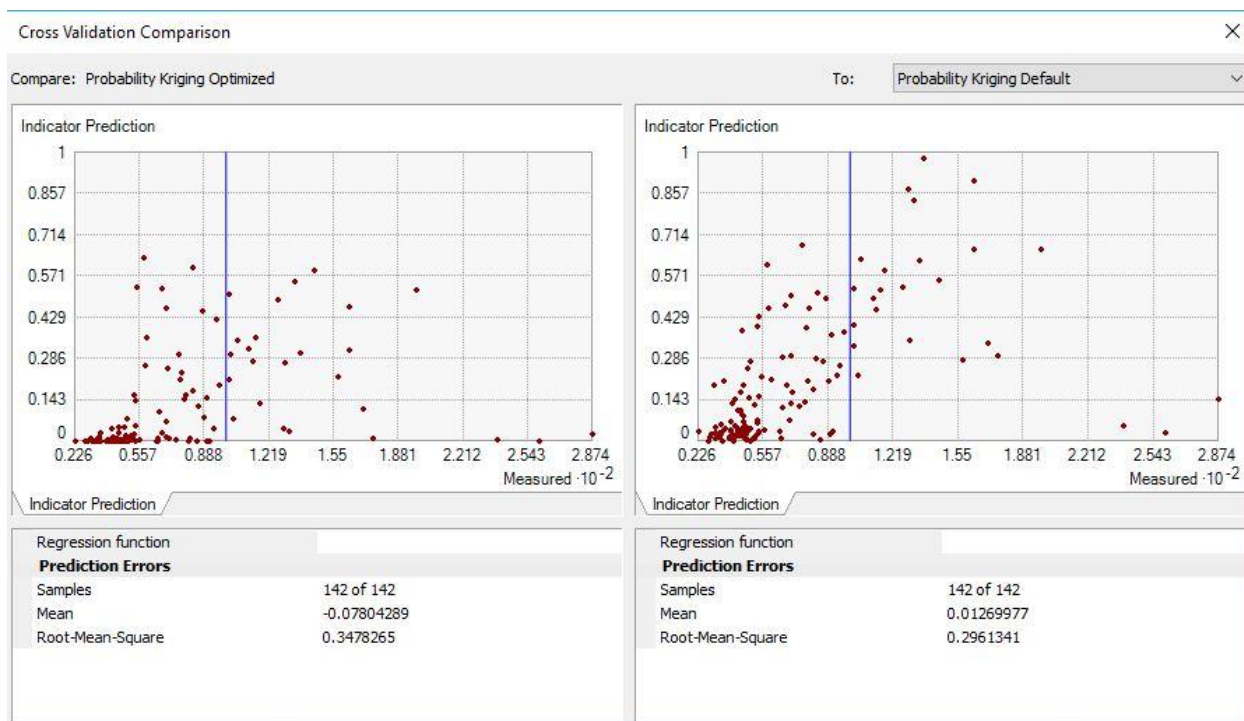 Cross Validation Comparison
Compare: Probability Kriging Optimized
To: Probability Kriging Default
Indicator Prediction
1
0.857
0.714
0.571
0.429
0.286
0.143
0
0.226 0.557 0.888 1.219 1.55 1.881 2.212 2.543 2.874
Measured ·10⁻²
Indicator Prediction
Regression function
Prediction Errors
Samples 142 of 142
Mean -0.07804289
Root-Mean-Square 0.3478265
Indicator Prediction
1
0.857
0.714
0.571
0.429
0.286
0.143
0
0.226 0.557 0.888 1.219 1.55 1.881 2.212 2.543 2.874
Measured ·10⁻²
Indicator Prediction
Regression function
Prediction Errors
Samples 142 of 142
Mean 0.01269977
Root-Mean-Square 0.2961341